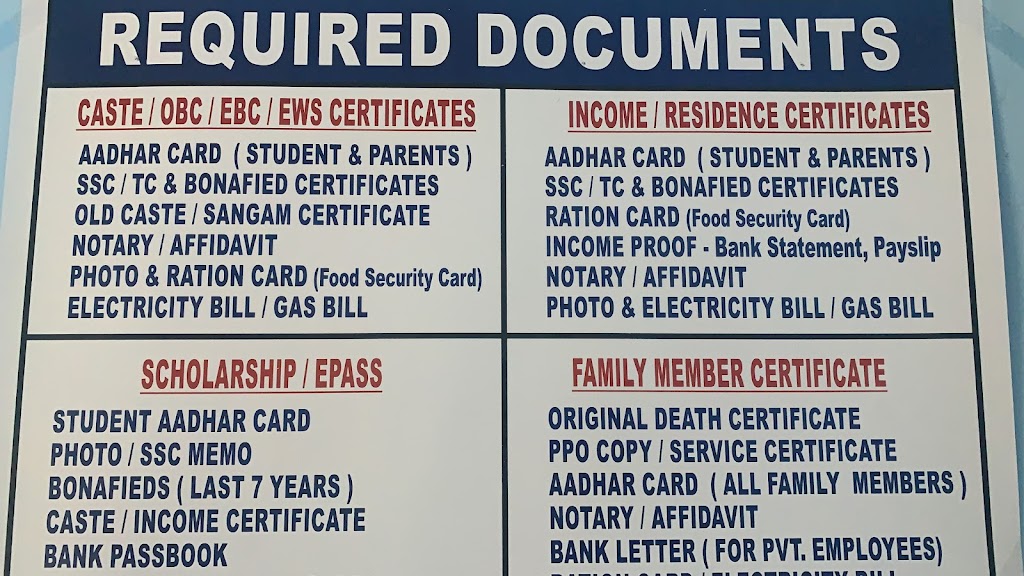 REQUIRED DOCUMENTS
CASTE / OBC / EBC / EWS CERTIFICATES
AADHAR CARD ( STUDENT & PARENTS )
SSC / TC & BONAFIED CERTIFICATES
OLD CASTE / SANGAM CERTIFICATE
NOTARY / AFFIDAVIT
PHOTO & RATION CARD (Food Security Card)
ELECTRICITY BILL / GAS BILL
INCOME / RESIDENCE CERTIFICATES
AADHAR CARD ( STUDENT & PARENTS )
SSC / TC & BONAFIED CERTIFICATES
RATION CARD (Food Security Card)
INCOME PROOF - Bank Statement, Payslip
NOTARY / AFFIDAVIT
PHOTO & ELECTRICITY BILL / GAS BILL
SCHOLARSHIP / EPASS
STUDENT AADHAR CARD
PHOTO / SSC MEMO
BONAFIEDS ( LAST 7 YEARS )
CASTE / INCOME CERTIFICATE
BANK PASSBOOK
FAMILY MEMBER CERTIFICATE
ORIGINAL DEATH CERTIFICATE
PPO COPY / SERVICE CERTIFICATE
AADHAR CARD ( ALL FAMILY MEMBERS )
NOTARY / AFFIDAVIT
BANK LETTER ( FOR PVT. EMPLOYEES)
RATION CARD / ELECTRICITY BILL